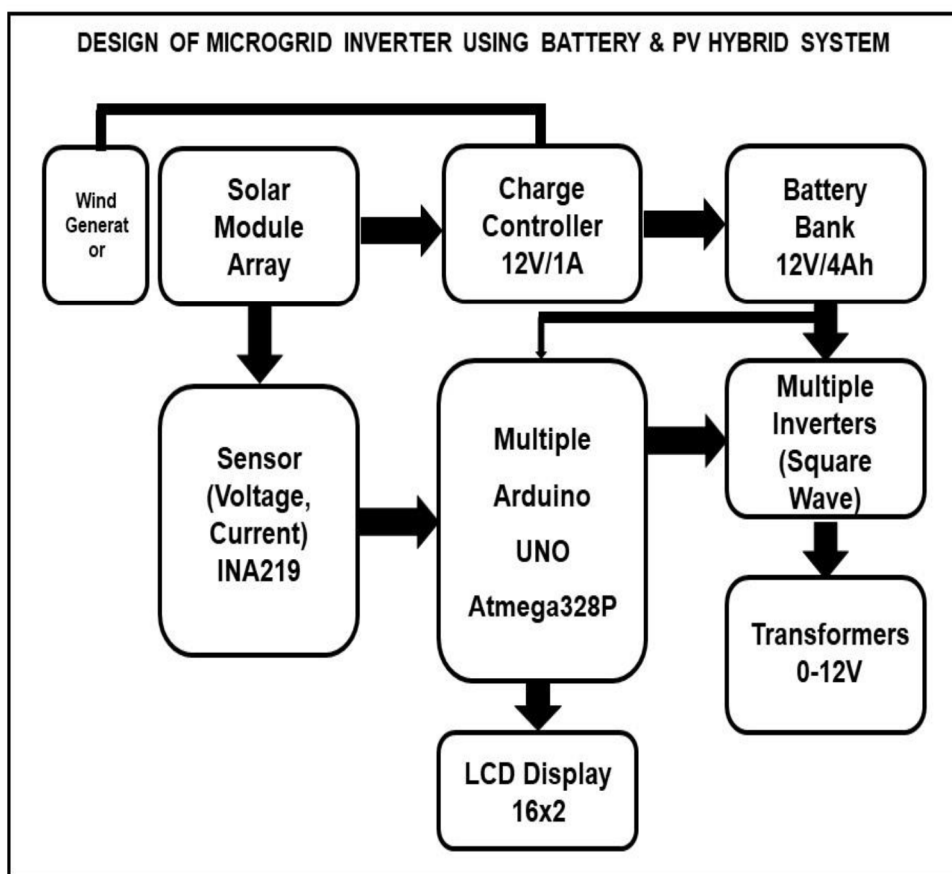 DESIGN OF MICROGRID INVERTER USING BATTERY & PV HYBRID SYSTEM
Wind
Generat
or
Solar
Module
Array
Charge
Controller
12V/1A
Battery
Bank
12V/4Ah
Sensor
(Voltage,
Current)
INA219
Multiple
Arduino
UNO
Atmega328P
Multiple
Inverters
(Square
Wave)
Transformers
0-12V
LCD Display
16x2